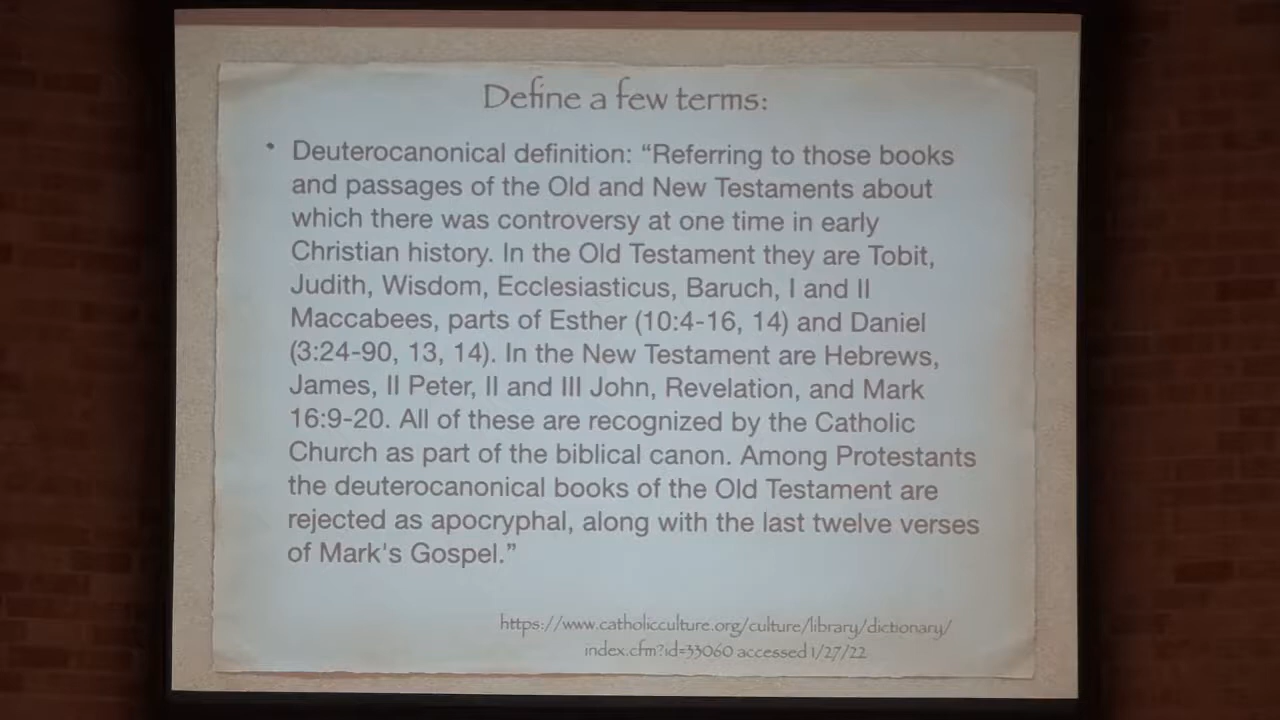 Define a few terms:
• Deuterocanonical definition: “Referring to those books
and passages of the Old and New Testaments about
which there was controversy at one time in early
Christian history. In the Old Testament they are Tobit,
Judith, Wisdom, Ecclesiasticus, Baruch, I and II
Maccabees, parts of Esther (10:4-16, 14) and Daniel
(3:24-90, 13, 14). In the New Testament are Hebrews,
James, II Peter, II and III John, Revelation, and Mark
16:9-20. All of these are recognized by the Catholic
Church as part of the biblical canon. Among Protestants
the deuterocanonical books of the Old Testament are
rejected as apocryphal, along with the last twelve verses
of Mark's Gospel.”
https://www.catholicculture.org/culture/library/dictionary/
index.cfm?id=33060 accessed 1/27/22